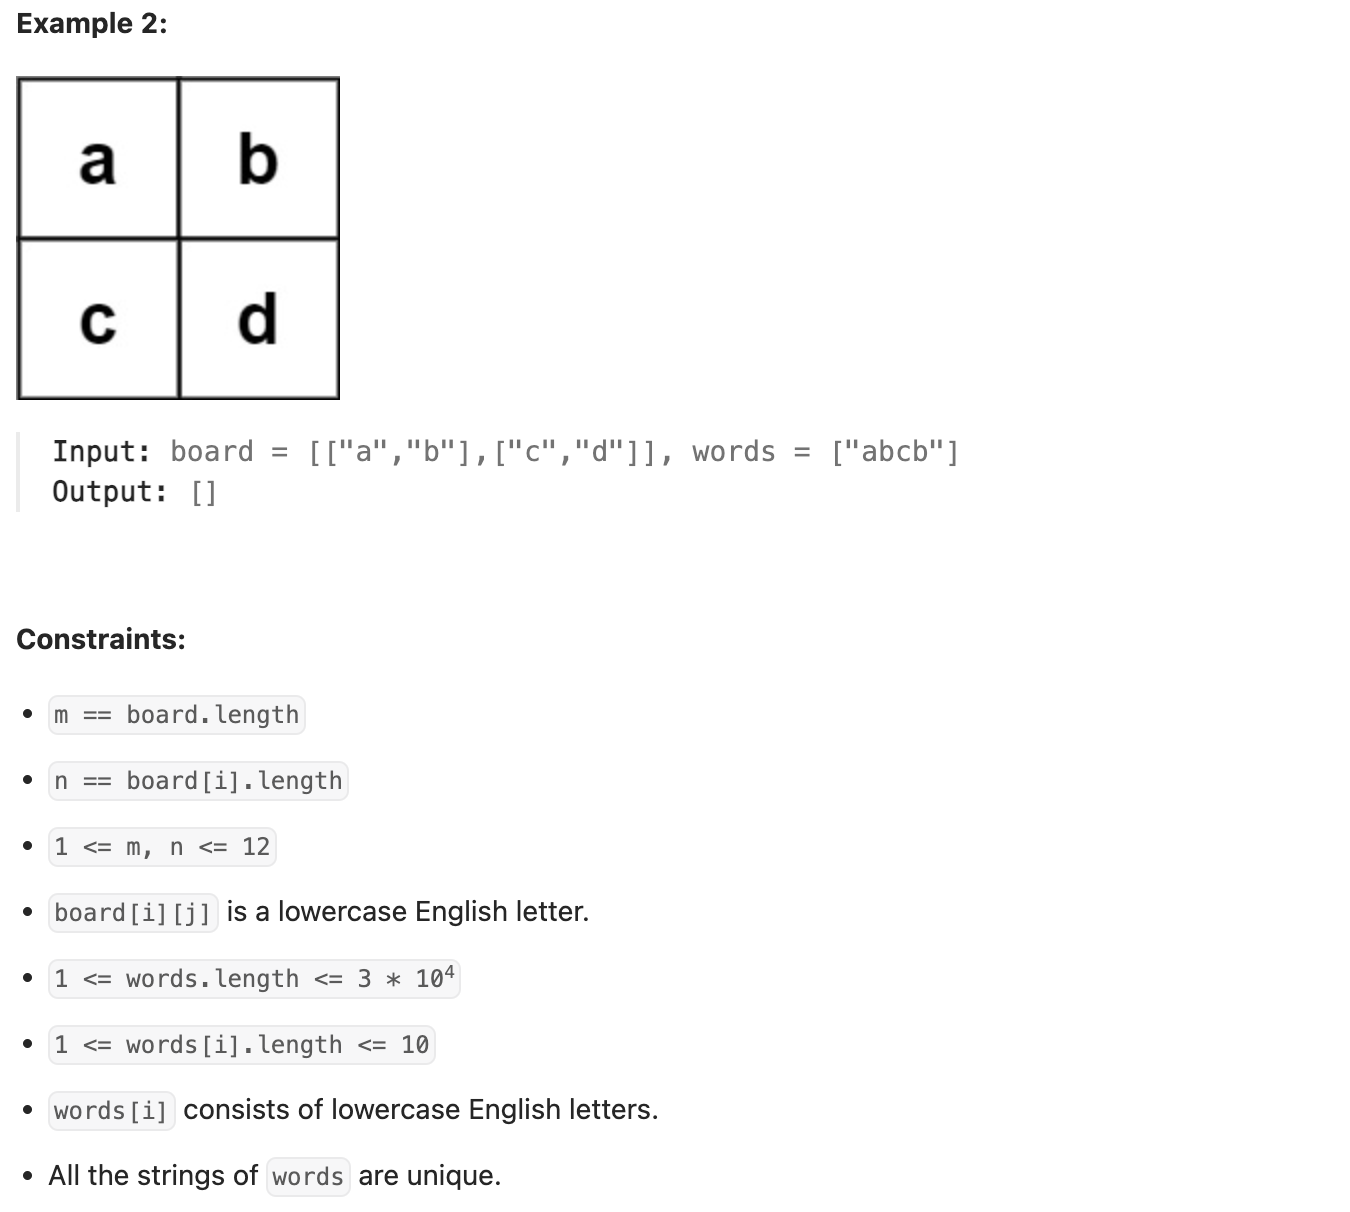 Example 2:
a b
c d
Input: board = [["a","b"],["c","d"]], words = ["abcb"]
Output: []
Constraints:
• m == board.length
• n == board[i].length
• 1 <= m, n <= 12
• board[i][j] is a lowercase English letter.
• 1 <= words.length <= 3 * 10⁴
• 1 <= words[i].length <= 10
• words[i] consists of lowercase English letters.
• All the strings of words are unique.